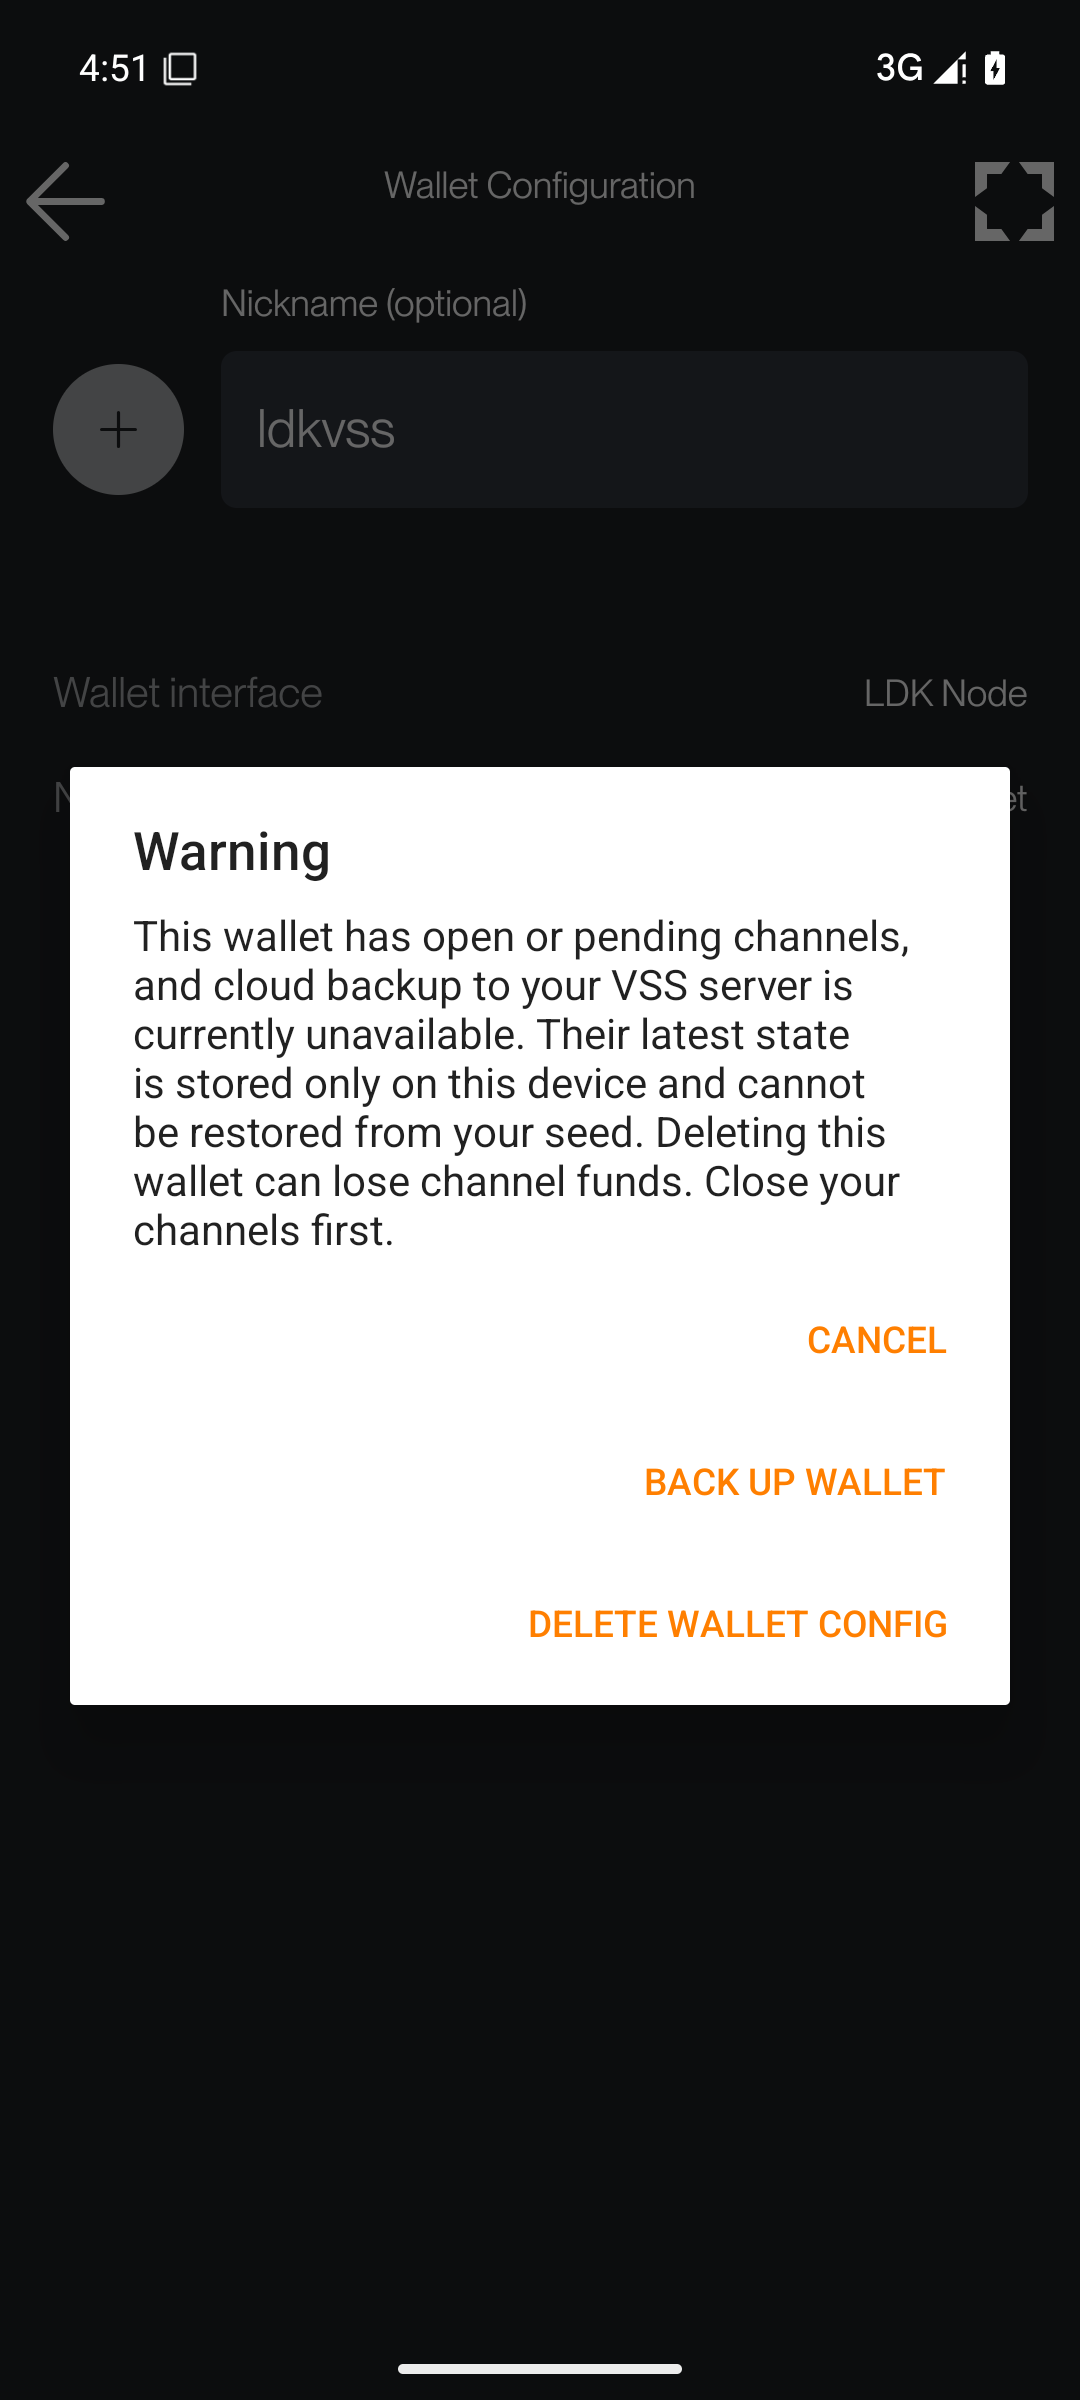 4:51
3G
Wallet Configuration
Nickname (optional)
ldkvss
Wallet interface
LDK Node
Warning
This wallet has open or pending channels,
and cloud backup to your VSS server is
currently unavailable. Their latest state
is stored only on this device and cannot
be restored from your seed. Deleting this
wallet can lose channel funds. Close your
channels first.
CANCEL
BACK UP WALLET
DELETE WALLET CONFIG